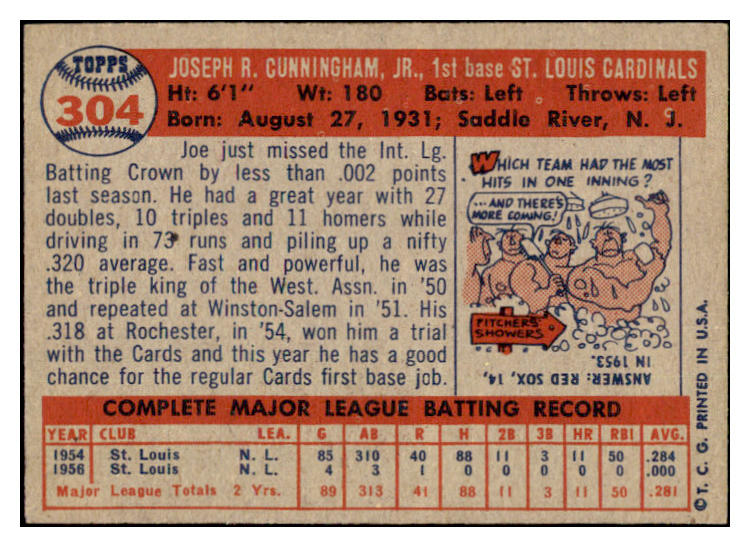 TOPPS
304
JOSEPH R. CUNNINGHAM, JR., 1st base ST. LOUIS CARDINALS
Ht: 6'1" Wt: 180 Bats: Left Throws: Left
Born: August 27, 1931; Saddle River, N. J.
Joe just missed the Int. Lg.
Batting Crown by less than .002 points
last season. He had a great year with 27
doubles, 10 triples and 11 homers while
driving in 73 runs and piling up a nifty
.320 average. Fast and powerful, he was
the triple king of the West. Assn. in '50
and repeated at Winston-Salem in '51. His
.318 at Rochester, in '54, won him a trial
with the Cards and this year he has a good
chance for the regular Cards first base job.
WHICH TEAM HAD THE MOST
HITS IN ONE INNING?
...AND THERE'S
MORE COMING!
PITCHERS'
SHOWERS
ANSWER: RED SOX, 14,
IN 1953.
COMPLETE MAJOR LEAGUE BATTING RECORD
YEAR CLUB LEA. G AB R H 2B 3B HR RBI AVG.
1954 St. Louis N. L. 85 310 40 88 11 3 11 50 .284
1956 St. Louis N. L. 4 3 1 0 0 0 0 0 .000
Major League Totals 2 Yrs. 89 313 41 88 11 3 11 50 .281
©T. C. G. PRINTED IN U.S.A.